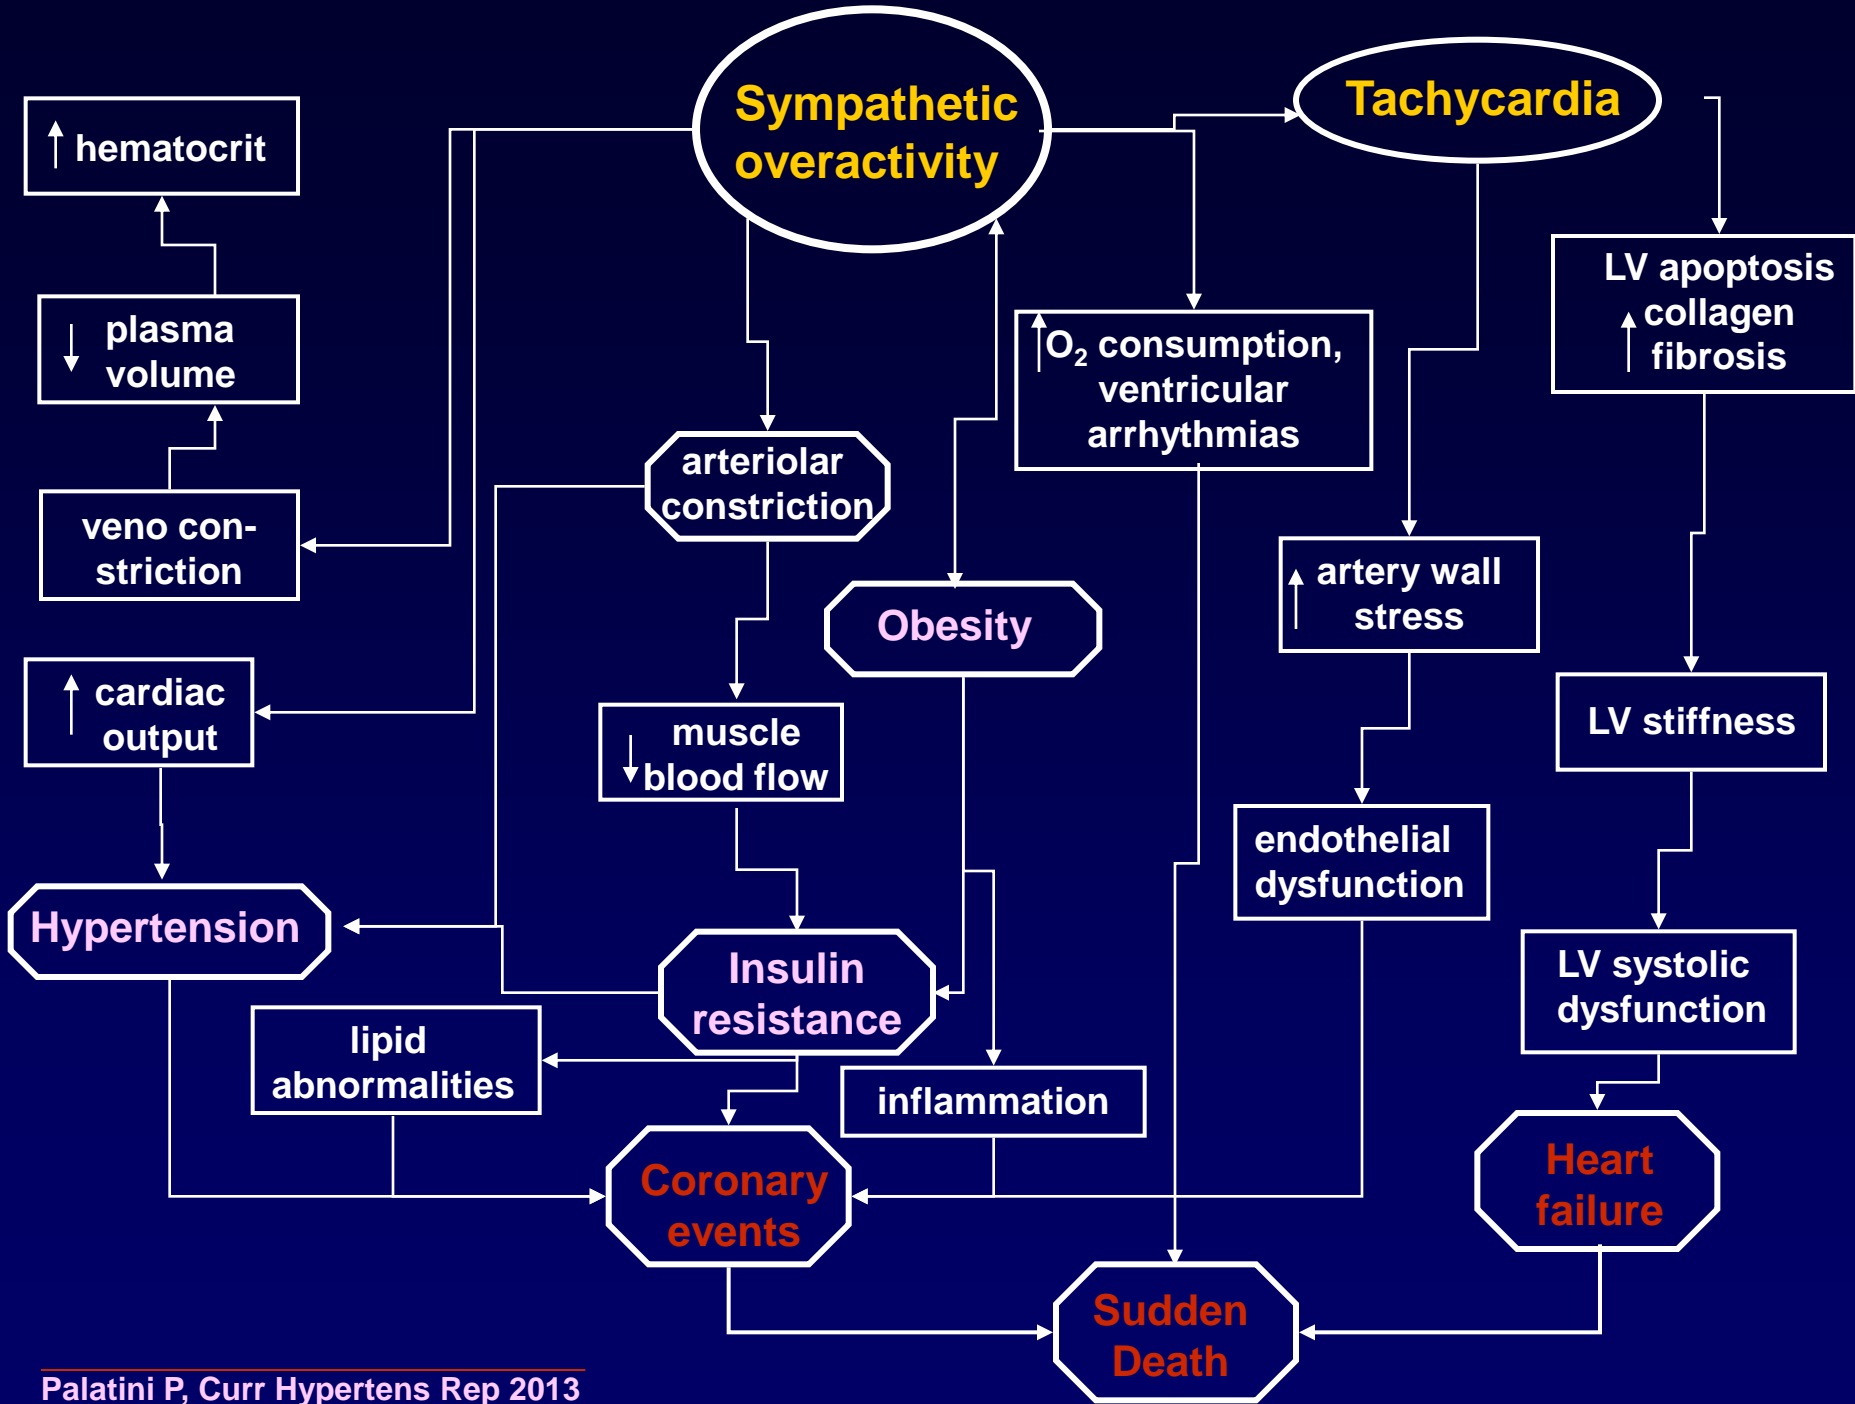 Sympathetic
overactivity
Tachycardia
↑ hematocrit
↓ plasma
volume
veno con-
striction
↑ cardiac
output
Hypertension
arteriolar
constriction
↓ muscle
blood flow
Obesity
↑ O₂ consumption,
ventricular
arrhythmias
LV apoptosis
↑ collagen
fibrosis
↑ artery wall
stress
LV stiffness
endothelial
dysfunction
LV systolic
dysfunction
Insulin
resistance
lipid
abnormalities
inflammation
Coronary
events
Heart
failure
Sudden
Death
Palatini P, Curr Hypertens Rep 2013